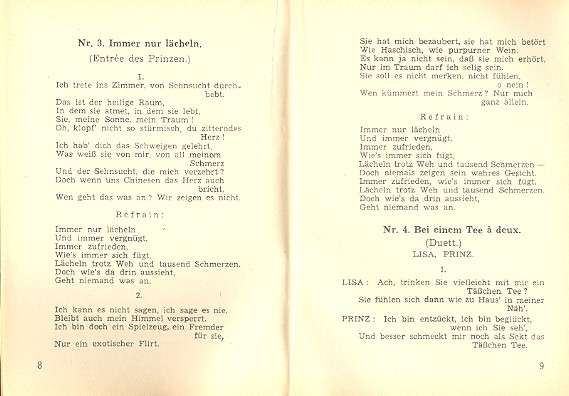 Nr. 3. Immer nur lächeln.
(Entrée des Prinzen.)
1.
Ich trete ins Zimmer, von Sehnsucht durch-
bebt.
Das ist der heilige Raum,
In dem sie atmet, in dem sie lebt,
Sie, meine Sonne, mein Traum!
Oh, klopf' nicht so stürmisch, du zitterndes
Herz!
Ich hab' dich das Schweigen gelehrt,
Was weiß sie von mir, von all meinem
Schmerz
Und der Sehnsucht, die mich verzehrt?
Doch wenn uns Chinesen das Herz auch
bricht,
Wen geht das was an? Wir zeigen es nicht.
Refrain:
Immer nur lächeln
Und immer vergnügt,
Immer zufrieden,
Wie's immer sich fügt,
Lächeln trotz Weh und tausend Schmerzen.
Doch wie's da drin aussieht,
Geht niemand was an.
2.
Ich kann es nicht sagen, ich sage es nie,
Bleibt auch mein Himmel versperrt.
Ich bin doch ein Spielzeug, ein Fremder
für sie,
Nur ein exotischer Flirt.
8
Sie hat mich bezaubert, sie hat mich betört
Wie Haschisch, wie purpurner Wein.
Es kann ja nicht sein, daß sie mich erhört,
Nur im Traum darf ich selig sein.
Sie soll es nicht merken, nicht fühlen,
o nein!
Wen kümmert mein Schmerz? Nur mich
ganz allein.
Refrain:
Immer nur lächeln
Und immer vergnügt,
Immer zufrieden,
Wie's immer sich fügt,
Lächeln trotz Weh und tausend Schmerzen —
Doch niemals zeigen sein wahres Gesicht.
Immer zufrieden, wie's immer sich fügt,
Lächeln trotz Weh und tausend Schmerzen.
Doch wie's da drin aussieht,
Geht niemand was an.
Nr. 4. Bei einem Tee à deux.
(Duett.)
LISA, PRINZ.
1.
LISA: Ach, trinken Sie vielleicht mit mir ein
Täßchen Tee?
Sie fühlen sich dann wie zu Haus' in meiner
Näh'.
PRINZ: Ich bin entzückt, ich bin beglückt,
wenn ich Sie seh',
Und besser schmeckt mir noch als Sekt das
Täßchen Tee.
9